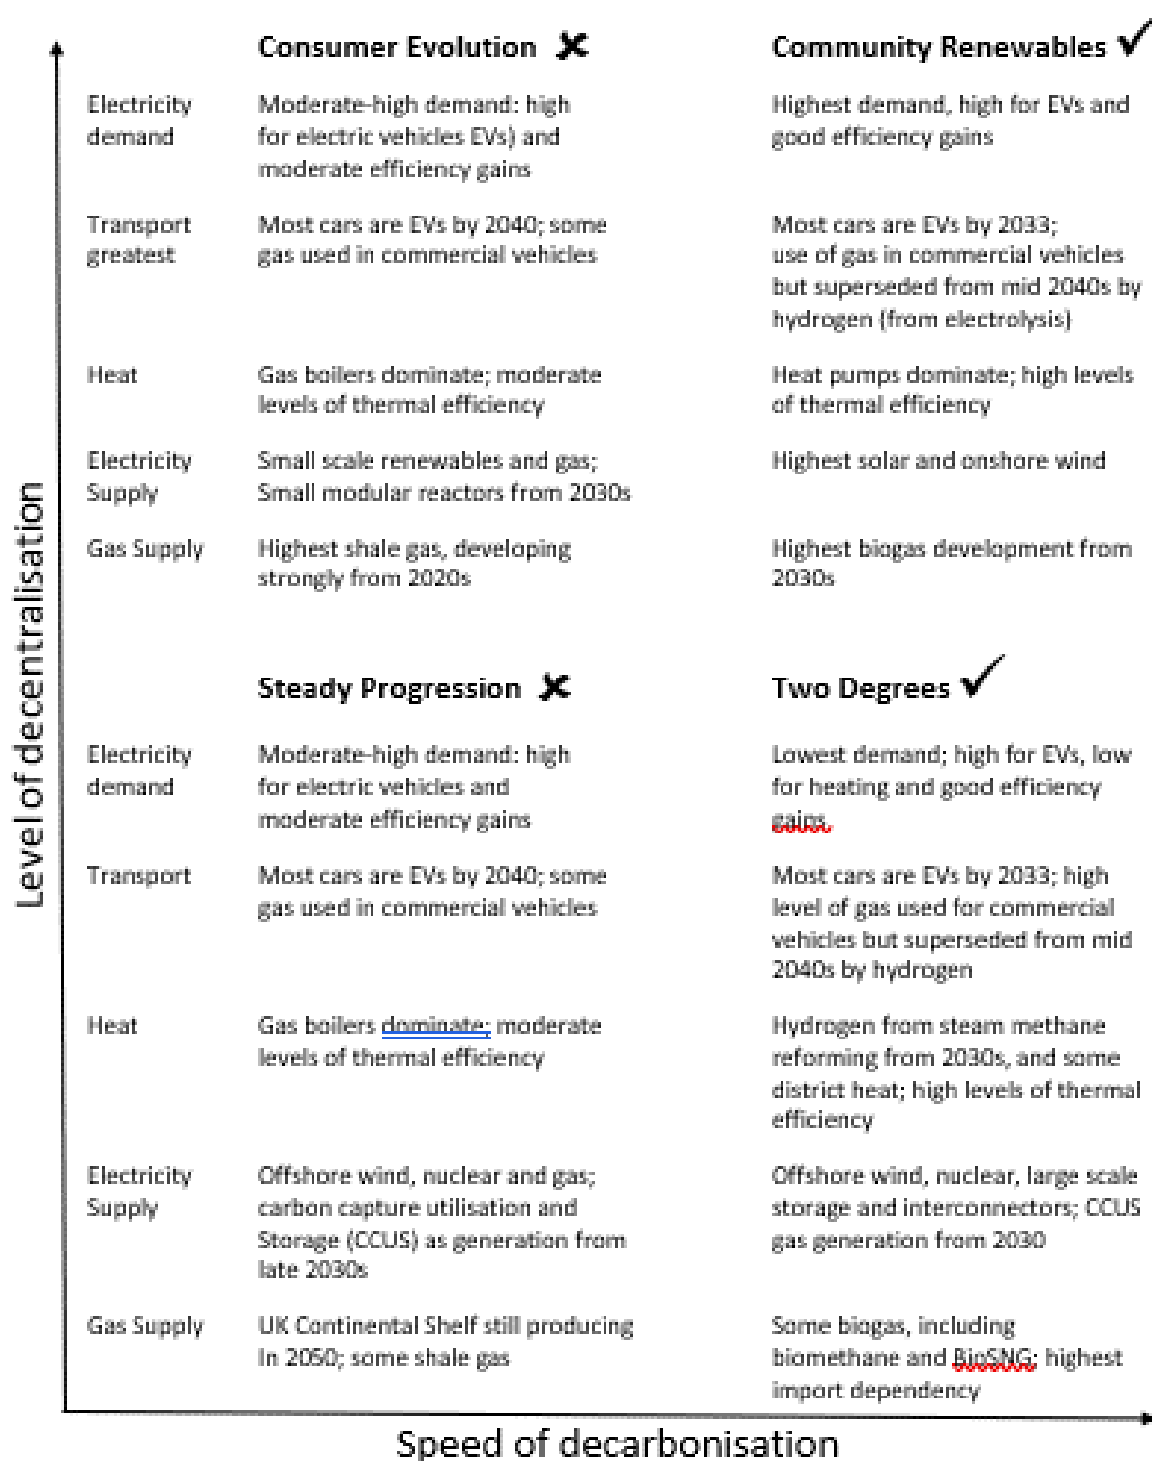 Consumer Evolution ✘
Community Renewables ✓
Electricity
demand
Moderate-high demand: high
for electric vehicles EVs) and
moderate efficiency gains
Highest demand, high for EVs and
good efficiency gains
Transport
greatest
Most cars are EVs by 2040; some
gas used in commercial vehicles
Most cars are EVs by 2033;
use of gas in commercial vehicles
but superseded from mid 2040s by
hydrogen (from electrolysis)
Heat
Gas boilers dominate; moderate
levels of thermal efficiency
Heat pumps dominate; high levels
of thermal efficiency
Electricity
Supply
Small scale renewables and gas;
Small modular reactors from 2030s
Highest solar and onshore wind
Gas Supply
Highest shale gas, developing
strongly from 2020s
Highest biogas development from
2030s
Steady Progression ✘
Two Degrees ✓
Electricity
demand
Moderate-high demand: high
for electric vehicles and
moderate efficiency gains
Lowest demand; high for EVs, low
for heating and good efficiency
gains.
Transport
Most cars are EVs by 2040; some
gas used in commercial vehicles
Most cars are EVs by 2033; high
level of gas used for commercial
vehicles but superseded from mid
2040s by hydrogen
Heat
Gas boilers dominate; moderate
levels of thermal efficiency
Hydrogen from steam methane
reforming from 2030s, and some
district heat; high levels of thermal
efficiency
Electricity
Supply
Offshore wind, nuclear and gas;
carbon capture utilisation and
Storage (CCUS) as generation from
late 2030s
Offshore wind, nuclear, large scale
storage and interconnectors; CCUS
gas generation from 2030
Gas Supply
UK Continental Shelf still producing
In 2050; some shale gas
Some biogas, including
biomethane and BioSNG; highest
import dependency
Level of decentralisation
Speed of decarbonisation